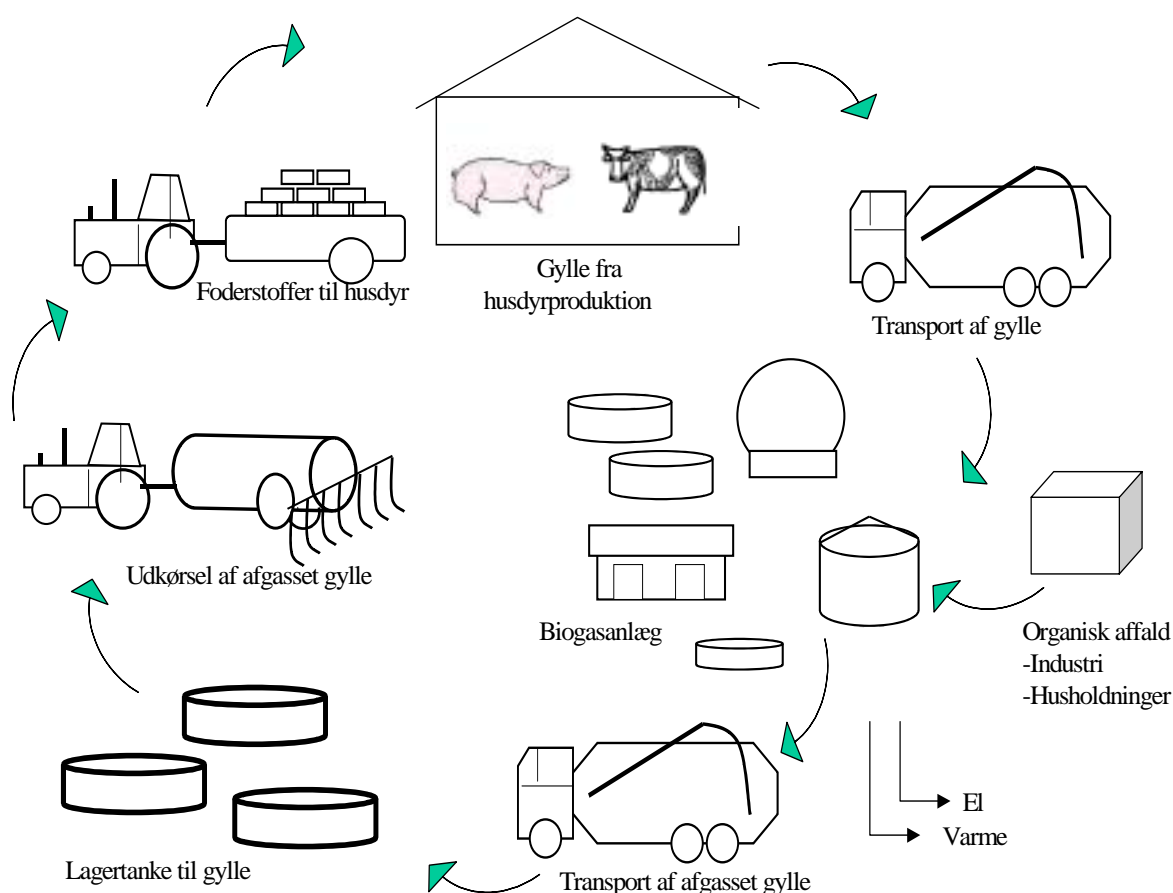 Foderstoffer til husdyr
Gylle fra
husdyrproduktion
Transport af gylle
Udkørsel af afgasset gylle
Biogasanlæg
Organisk affald
-Industri
-Husholdninger
El
Varme
Lagertanke til gylle
Transport af afgasset gylle